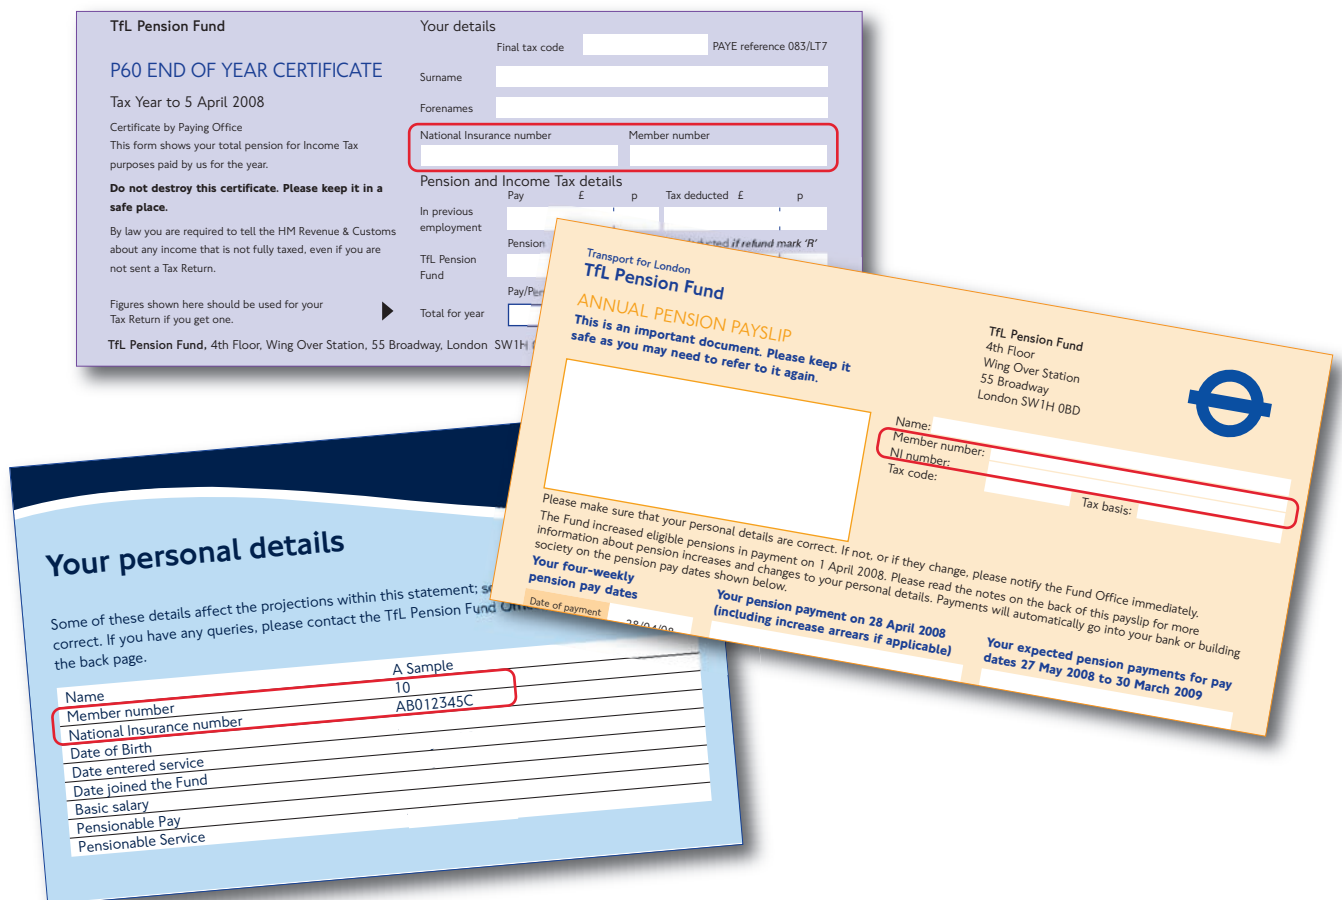 TfL Pension Fund
P60 END OF YEAR CERTIFICATE
Tax Year to 5 April 2008
Certificate by Paying Office
This form shows your total pension for Income Tax
purposes paid by us for the year.
Do not destroy this certificate. Please keep it in a
safe place.
By law you are required to tell the HM Revenue & Customs
about any income that is not fully taxed, even if you are
not sent a Tax Return.
Figures shown here should be used for your
Tax Return if you get one.
Your details
Final tax code PAYE reference 083/LT7
Surname
Forenames
National Insurance number Member number
Pension and Income Tax details
Pay £ p Tax deducted £ p
In previous
employment
Pension if refund mark 'R'
TfL Pension
Fund
Total for year
TfL Pension Fund, 4th Floor, Wing Over Station, 55 Broadway, London SW1H
Transport for London
TfL Pension Fund
ANNUAL PENSION PAYSLIP
This is an important document. Please keep it
safe as you may need to refer to it again.
TfL Pension Fund
4th Floor
Wing Over Station
55 Broadway
London SW1H 0BD
Name:
Member number:
NI number:
Tax code: Tax basis:
Please make sure that your personal details are correct. If not, or if they change, please notify the Fund Office immediately.
The Fund increased eligible pensions in payment on 1 April 2008. Please read the notes on the back of this payslip for more
information about pension increases and changes to your personal details. Payments will automatically go into your bank or building
society on the pension pay dates shown below.
Your four-weekly
pension pay dates
Date of payment
28/04/08
Your pension payment on 28 April 2008
(including increase arrears if applicable)
Your expected pension payments for pay
dates 27 May 2008 to 30 March 2009
Your personal details
Some of these details affect the projections within this statement;
correct. If you have any queries, please contact the TfL Pension Fund
the back page.
Name A Sample
Member number 10
National Insurance number AB012345C
Date of Birth
Date entered service
Date joined the Fund
Basic salary
Pensionable Pay
Pensionable Service